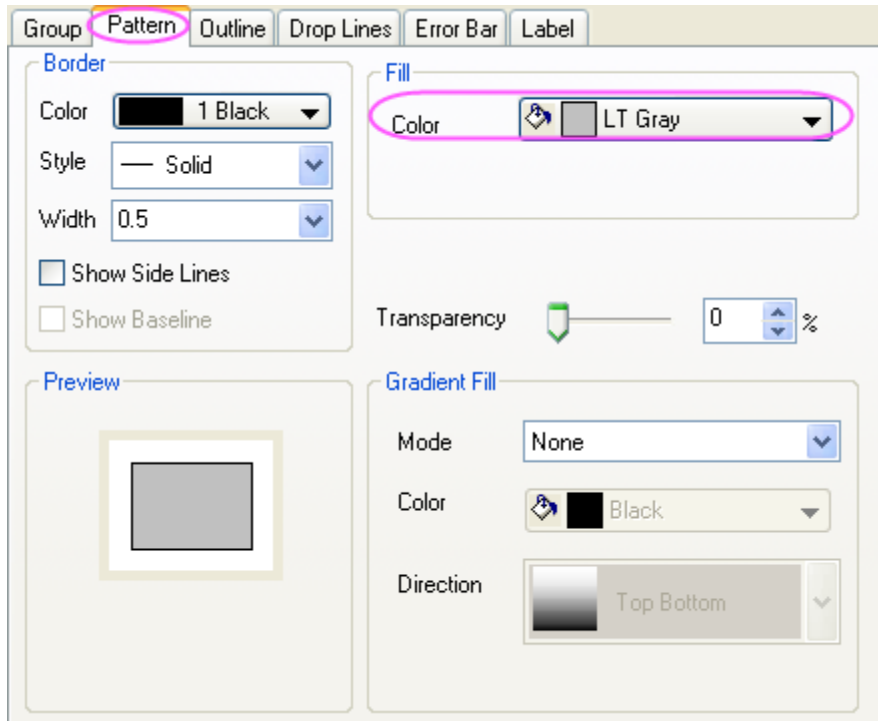 Group Pattern Outline Drop Lines Error Bar Label
Border
Color 1 Black
Style Solid
Width 0.5
Show Side Lines
Show Baseline
Fill
Color LT Gray
Transparency 0 %
Preview
Gradient Fill
Mode None
Color Black
Direction Top Bottom